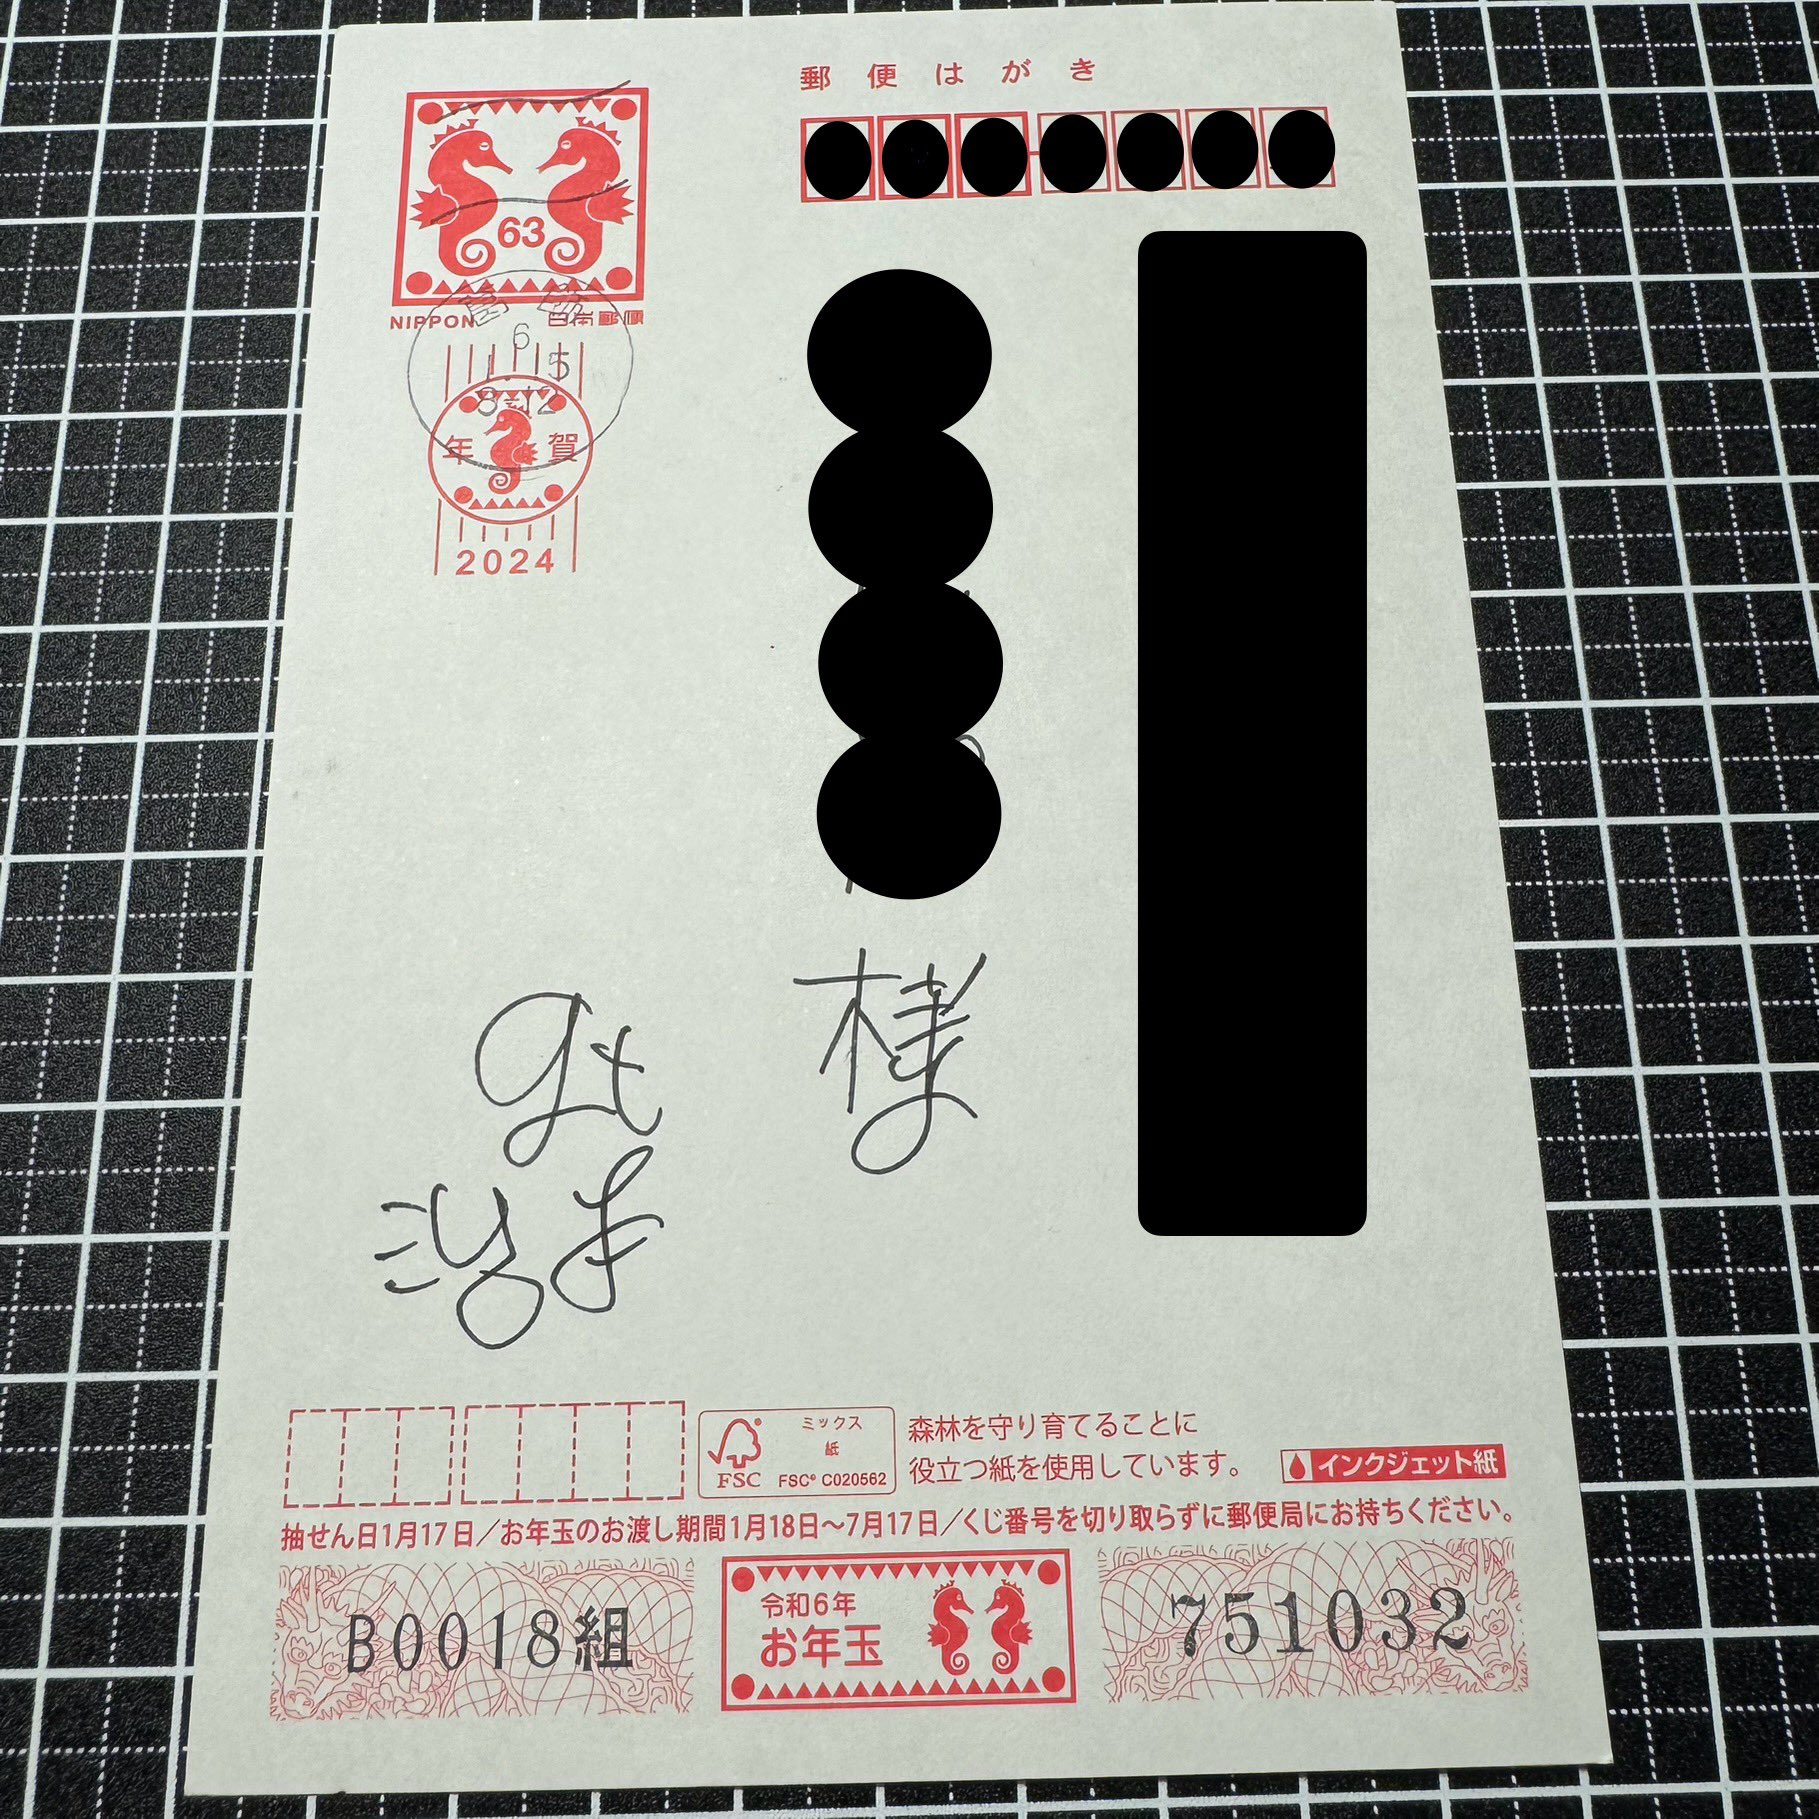 郵便はがき
63
NIPPON 日本郵便
6
1.15
8-12
年賀
2024
様
ミックス
紙
FSC
FSC® C020562
森林を守り育てることに
役立つ紙を使用しています。
インクジェット紙
抽せん日1月17日／お年玉のお渡し期間1月18日～7月17日／くじ番号を切り取らずに郵便局にお持ちください。
B0018組
令和6年
お年玉
751032